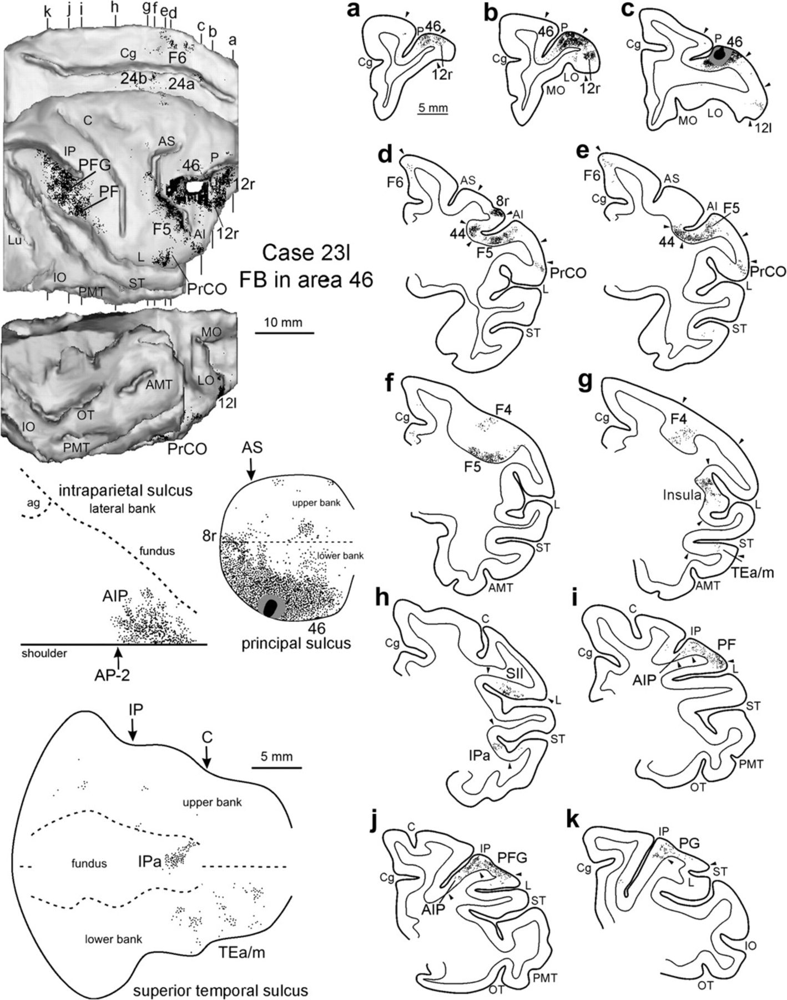 k j i h g f e d c b a
Cg
F6
24b
24a
C
AS
IP
P
PFG
46
12r
PF
F5
12r
AI
Lu
L
IO
ST
PMT
PrCO
Case 23l
FB in area 46
10 mm
MO
AMT
LO
12l
OT
IO
PMT
PrCO
intraparietal sulcus
lateral bank
ag
fundus
AIP
shoulder
AP-2
AS
upper bank
8r
lower bank
46
principal sulcus
IP
C
5 mm
upper bank
fundus
IPa
lower bank
TEa/m
superior temporal sulcus
a
P 46
Cg
12r
5 mm
b
46 P
Cg
LO
MO
12r
c
Cg
P 46
MO
LO
12l
d
F6
AS
8r
AI
44
F5
PrCO
L
ST
e
F6
AS
Cg
AI
F5
44
PrCO
L
ST
f
Cg
F4
F5
L
ST
AMT
g
Cg
F4
Insula
L
ST
TEa/m
AMT
h
C
Cg
SII
L
ST
IPa
i
C
IP
PF
Cg
L
AIP
ST
PMT
OT
j
C
IP
PFG
Cg
L
ST
AIP
PMT
OT
k
IP
PG
Cg
ST
L
IO
OT